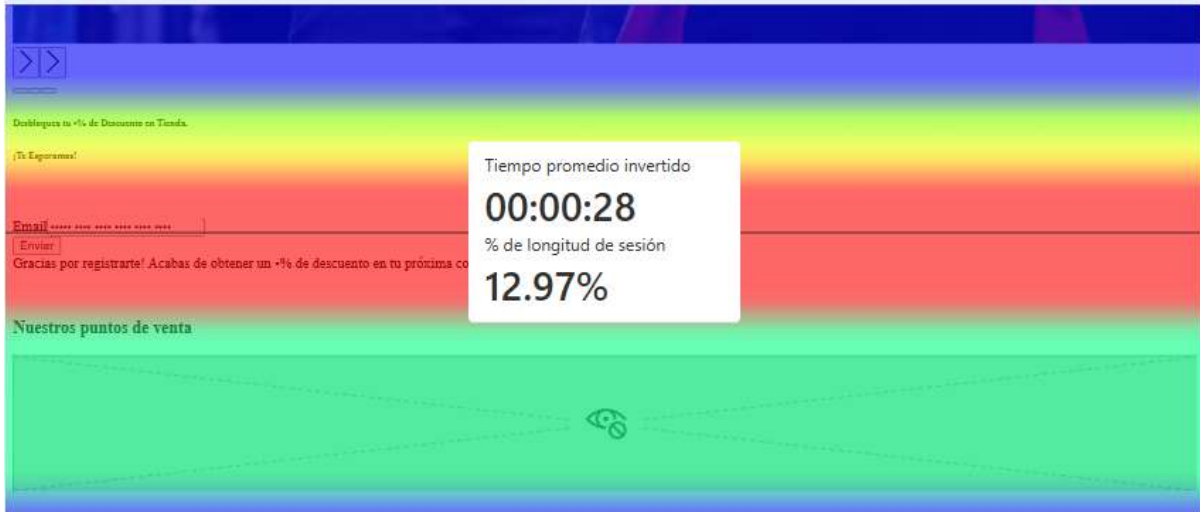 Desbloquea tu •% de Descuento en Tienda.
¡Te Esperamos!
Email ••••• •••• •••• •••• •••• ••••
Enviar
Gracias por registrarte! Acabas de obtener un •% de descuento en tu próxima co
Nuestros puntos de venta
Tiempo promedio invertido
00:00:28
% de longitud de sesión
12.97%